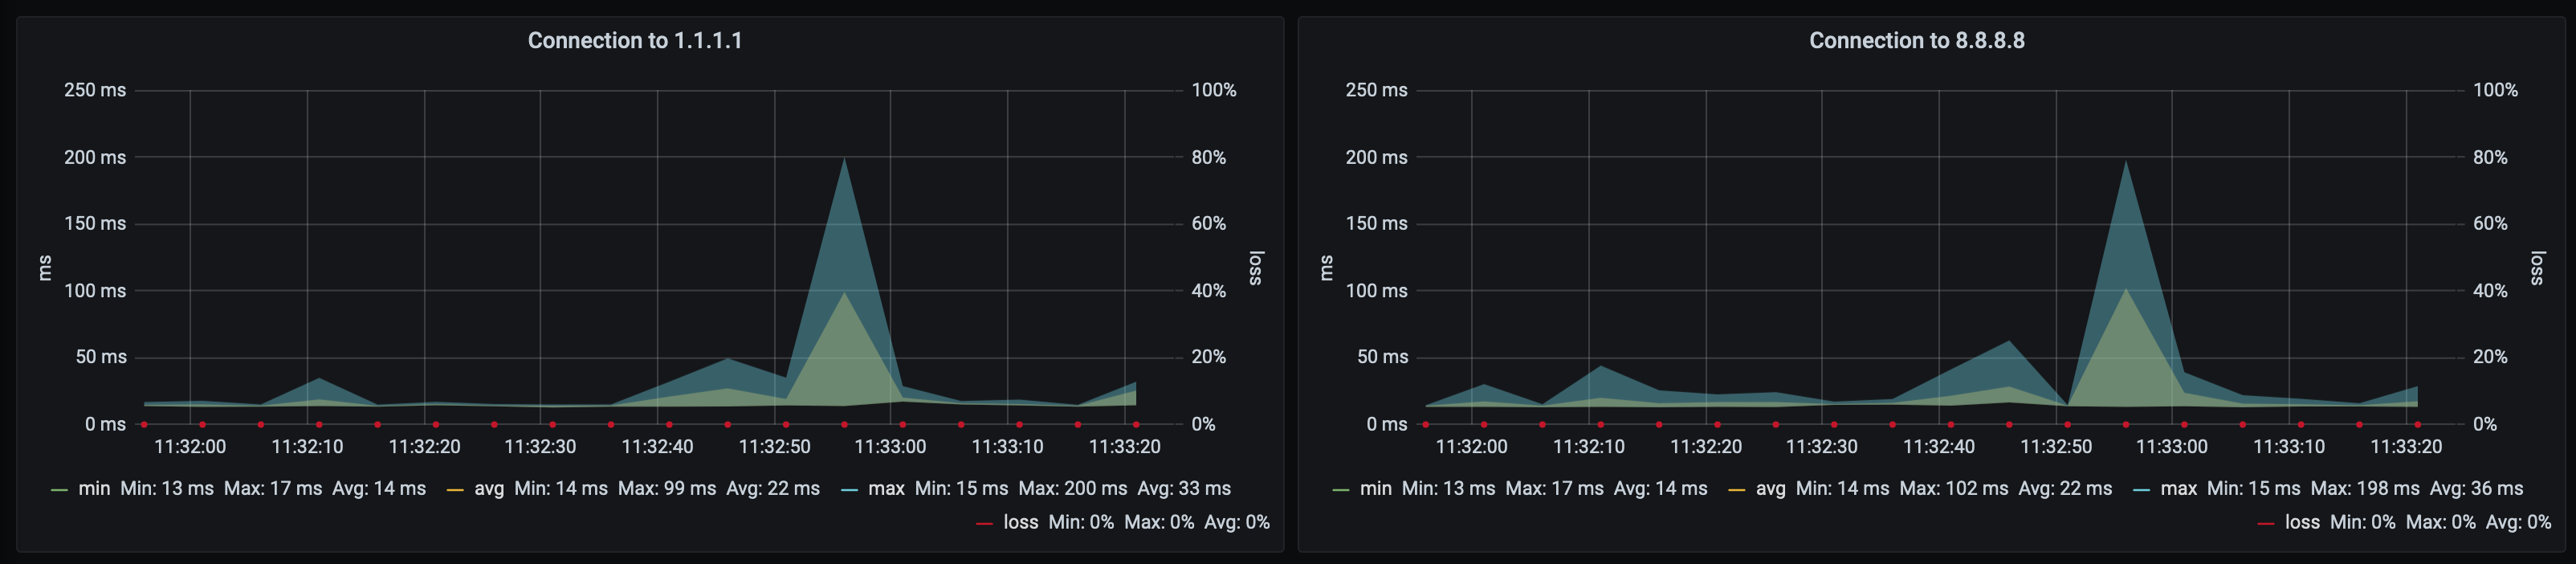 Connection to 1.1.1.1
250 ms
200 ms
150 ms
100 ms
50 ms
0 ms
ms
100%
80%
60%
40%
20%
0%
loss
11:32:00 11:32:10 11:32:20 11:32:30 11:32:40 11:32:50 11:33:00 11:33:10 11:33:20
min Min: 13 ms Max: 17 ms Avg: 14 ms avg Min: 14 ms Max: 99 ms Avg: 22 ms max Min: 15 ms Max: 200 ms Avg: 33 ms
loss Min: 0% Max: 0% Avg: 0%
Connection to 8.8.8.8
250 ms
200 ms
150 ms
100 ms
50 ms
0 ms
ms
100%
80%
60%
40%
20%
0%
loss
11:32:00 11:32:10 11:32:20 11:32:30 11:32:40 11:32:50 11:33:00 11:33:10 11:33:20
min Min: 13 ms Max: 17 ms Avg: 14 ms avg Min: 14 ms Max: 102 ms Avg: 22 ms max Min: 15 ms Max: 198 ms Avg: 36 ms
loss Min: 0% Max: 0% Avg: 0%